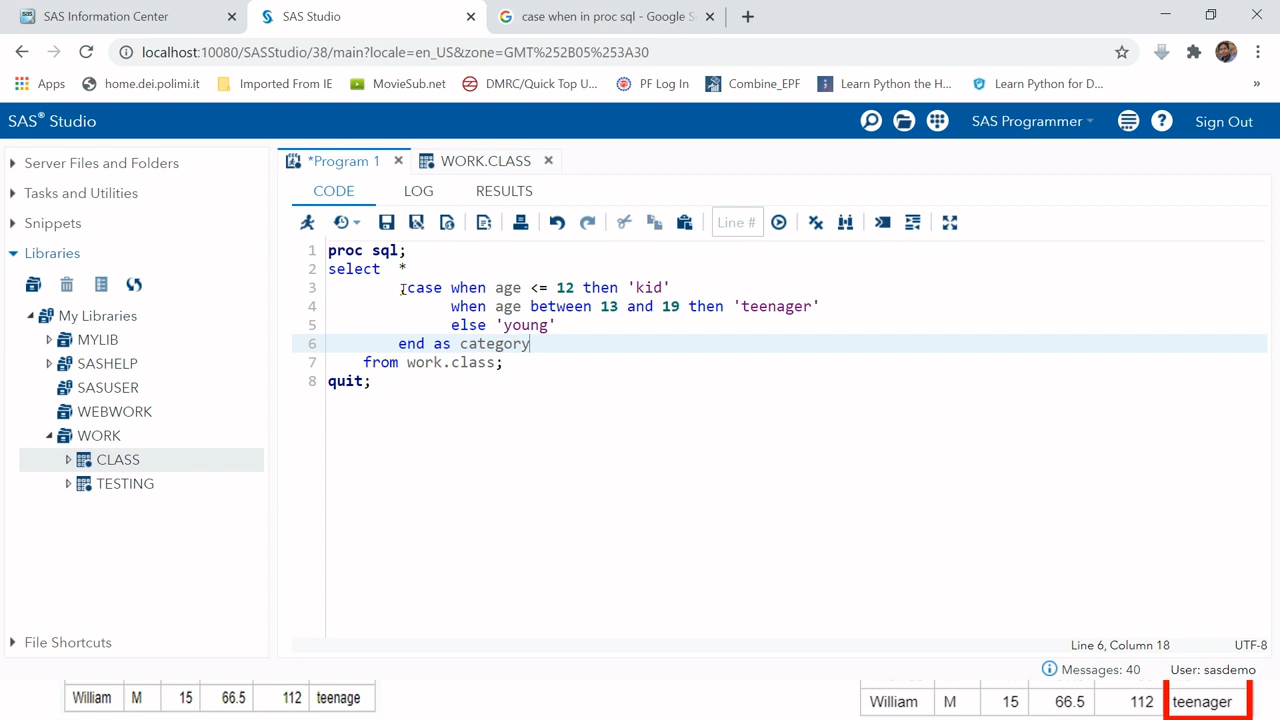 SAS Information Center
SAS Studio
case when in proc sql - Google S
localhost:10080/SASStudio/38/main?locale=en_US&zone=GMT%252B05%253A30
Apps
home.dei.polimi.it
Imported From IE
MovieSub.net
DMRC/Quick Top U...
PF Log In
Combine_EPF
Learn Python the H...
Learn Python for D...
»
SAS® Studio
SAS Programmer
Sign Out
Server Files and Folders
Tasks and Utilities
Snippets
Libraries
My Libraries
MYLIB
SASHELP
SASUSER
WEBWORK
WORK
CLASS
TESTING
File Shortcuts
*Program 1
WORK.CLASS
CODE
LOG
RESULTS
Line #
1 proc sql;
2 select *
3 ,case when age <= 12 then 'kid'
4 when age between 13 and 19 then 'teenager'
5 else 'young'
6 end as category
7 from work.class;
8 quit;
Line 6, Column 18
UTF-8
Messages: 40
User: sasdemo
William M 15 66.5 112 teenage
William M 15 66.5 112 teenager